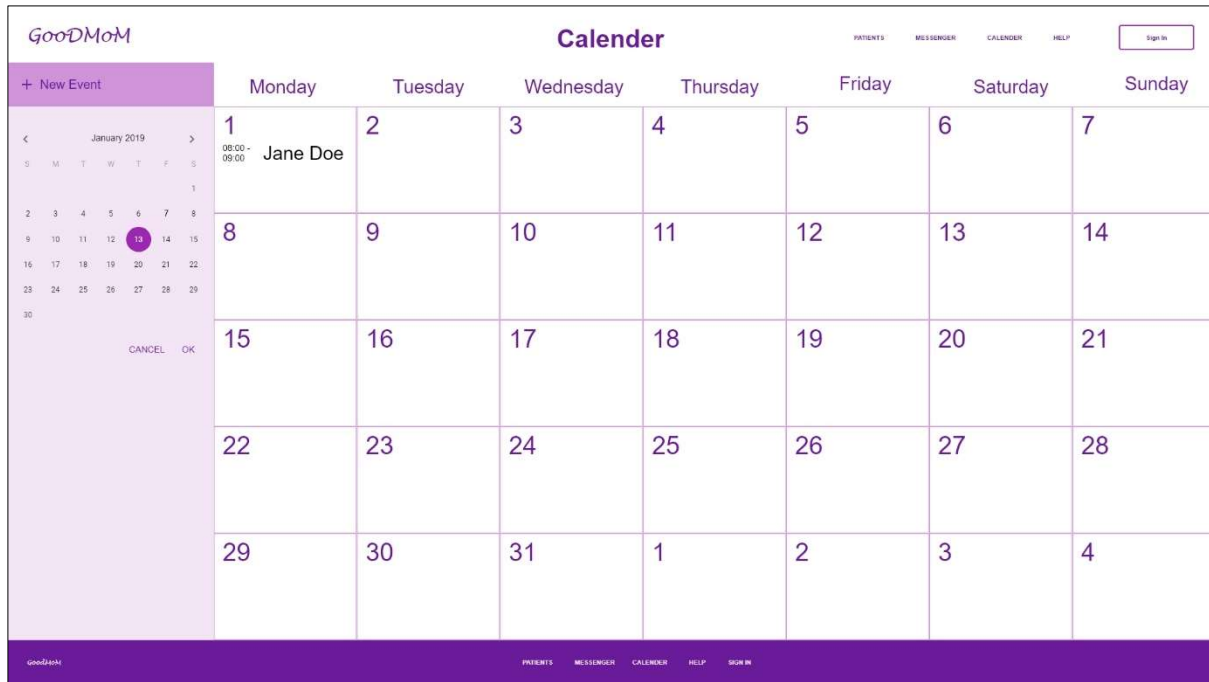 GooDMoM
Calender
PATIENTS MESSENGER CALENDER HELP Sign In
+ New Event
Monday Tuesday Wednesday Thursday Friday Saturday Sunday
< January 2019 >
S M T W T F S
1
2 3 4 5 6 7 8
9 10 11 12 13 14 15
16 17 18 19 20 21 22
23 24 25 26 27 28 29
30
CANCEL OK
1 2 3 4 5 6 7
08:00 -
09:00 Jane Doe
8 9 10 11 12 13 14
15 16 17 18 19 20 21
22 23 24 25 26 27 28
29 30 31 1 2 3 4
GooDMoM PATIENTS MESSENGER CALENDER HELP SIGN IN